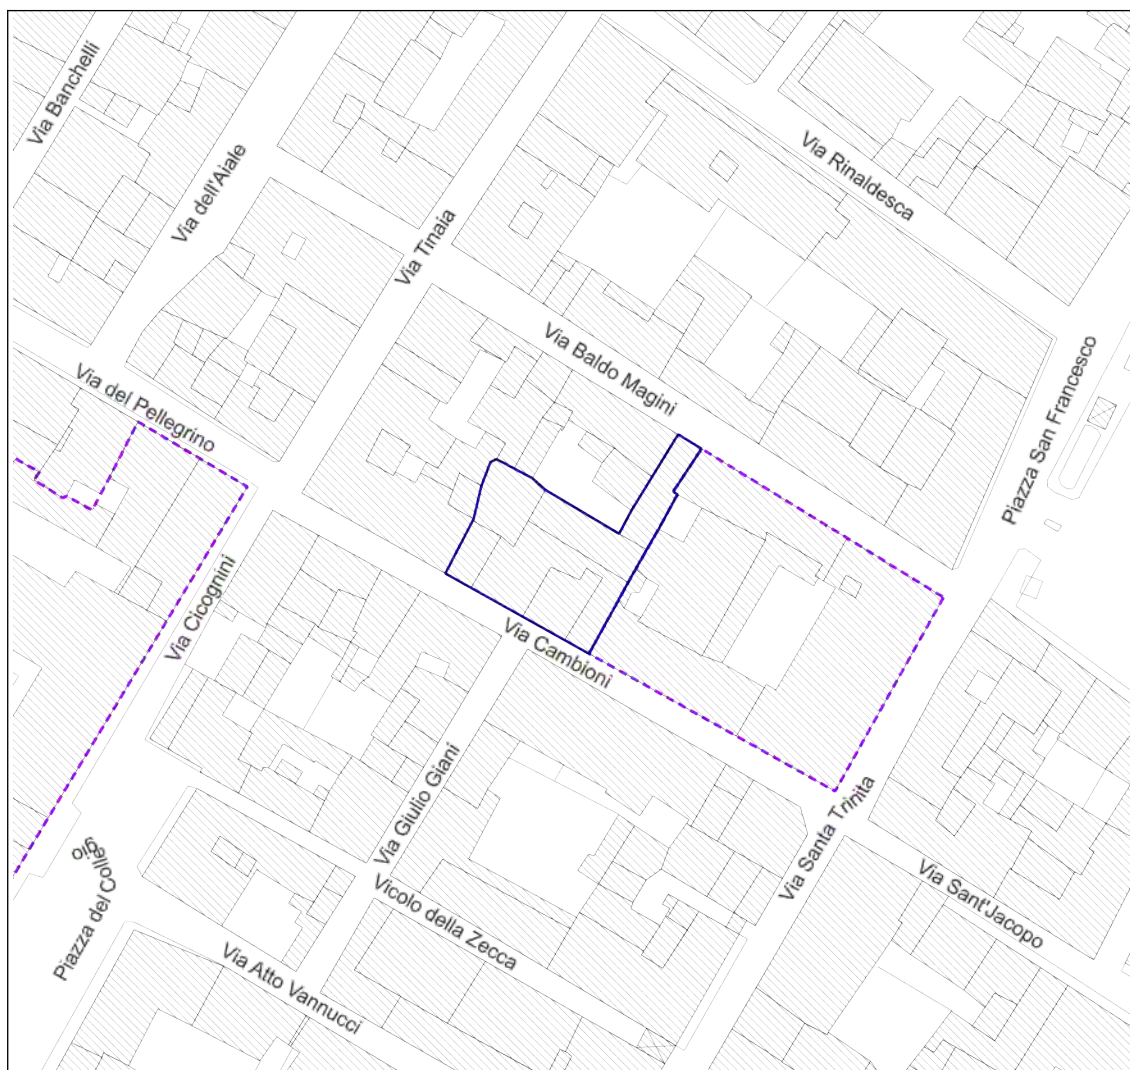 Via Banchelli
Via dell'Aiale
Via Tinaia
Via Rinaldesca
Via Baldo Magini
Via del Pellegrino
Piazza San Francesco
Via Cicognini
Via Cambioni
Via Giulio Giani
Via Santa Trinita
Piazza del Colle
gio
Vicolo della Zecca
Via Sant'Jacopo
Via Atto Vannucci